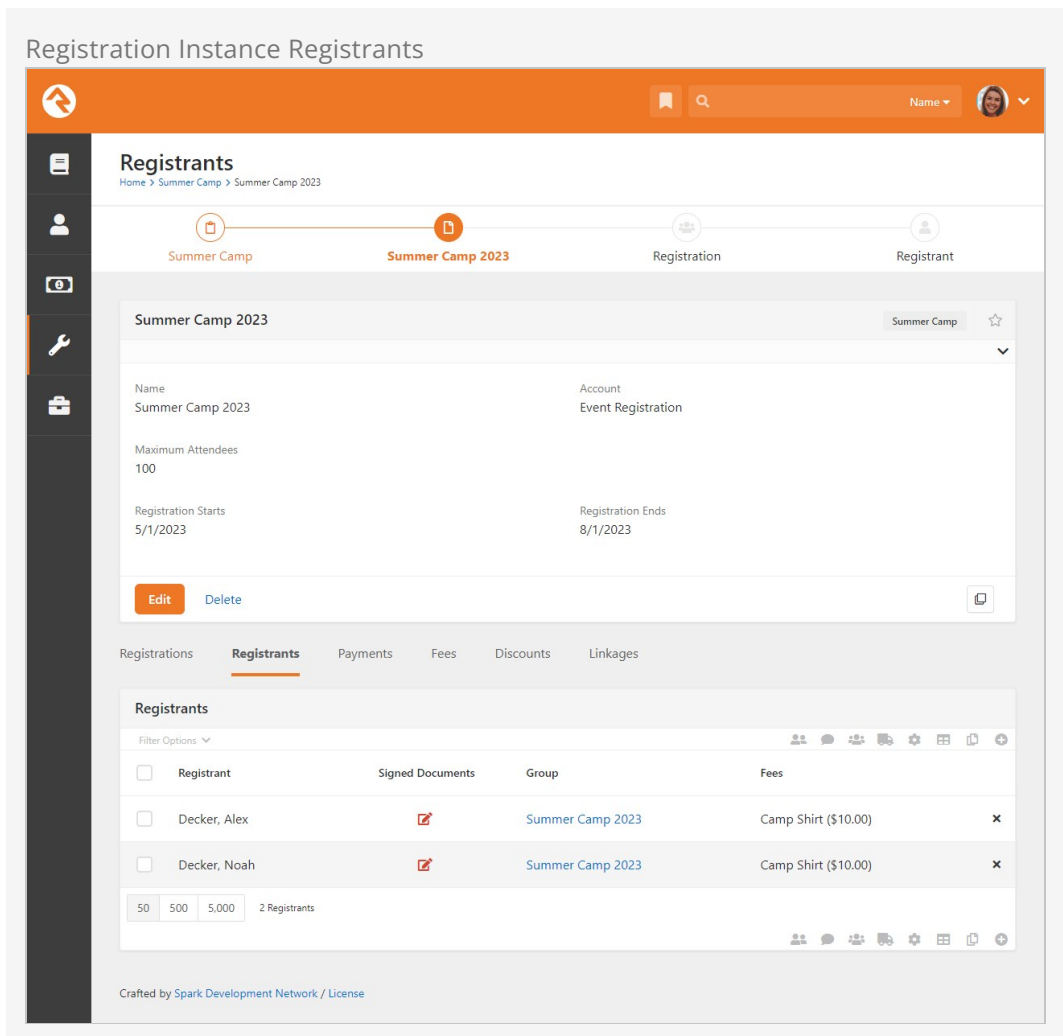 Registration Instance Registrants
Name
Registrants
Home > Summer Camp > Summer Camp 2023
Summer Camp Summer Camp 2023 Registration Registrant
Summer Camp 2023 Summer Camp
Name Account
Summer Camp 2023 Event Registration
Maximum Attendees
100
Registration Starts Registration Ends
5/1/2023 8/1/2023
Edit Delete
Registrations Registrants Payments Fees Discounts Linkages
Registrants
Filter Options
Registrant Signed Documents Group Fees
Decker, Alex Summer Camp 2023 Camp Shirt ($10.00)
Decker, Noah Summer Camp 2023 Camp Shirt ($10.00)
50 500 5,000 2 Registrants
Crafted by Spark Development Network / License